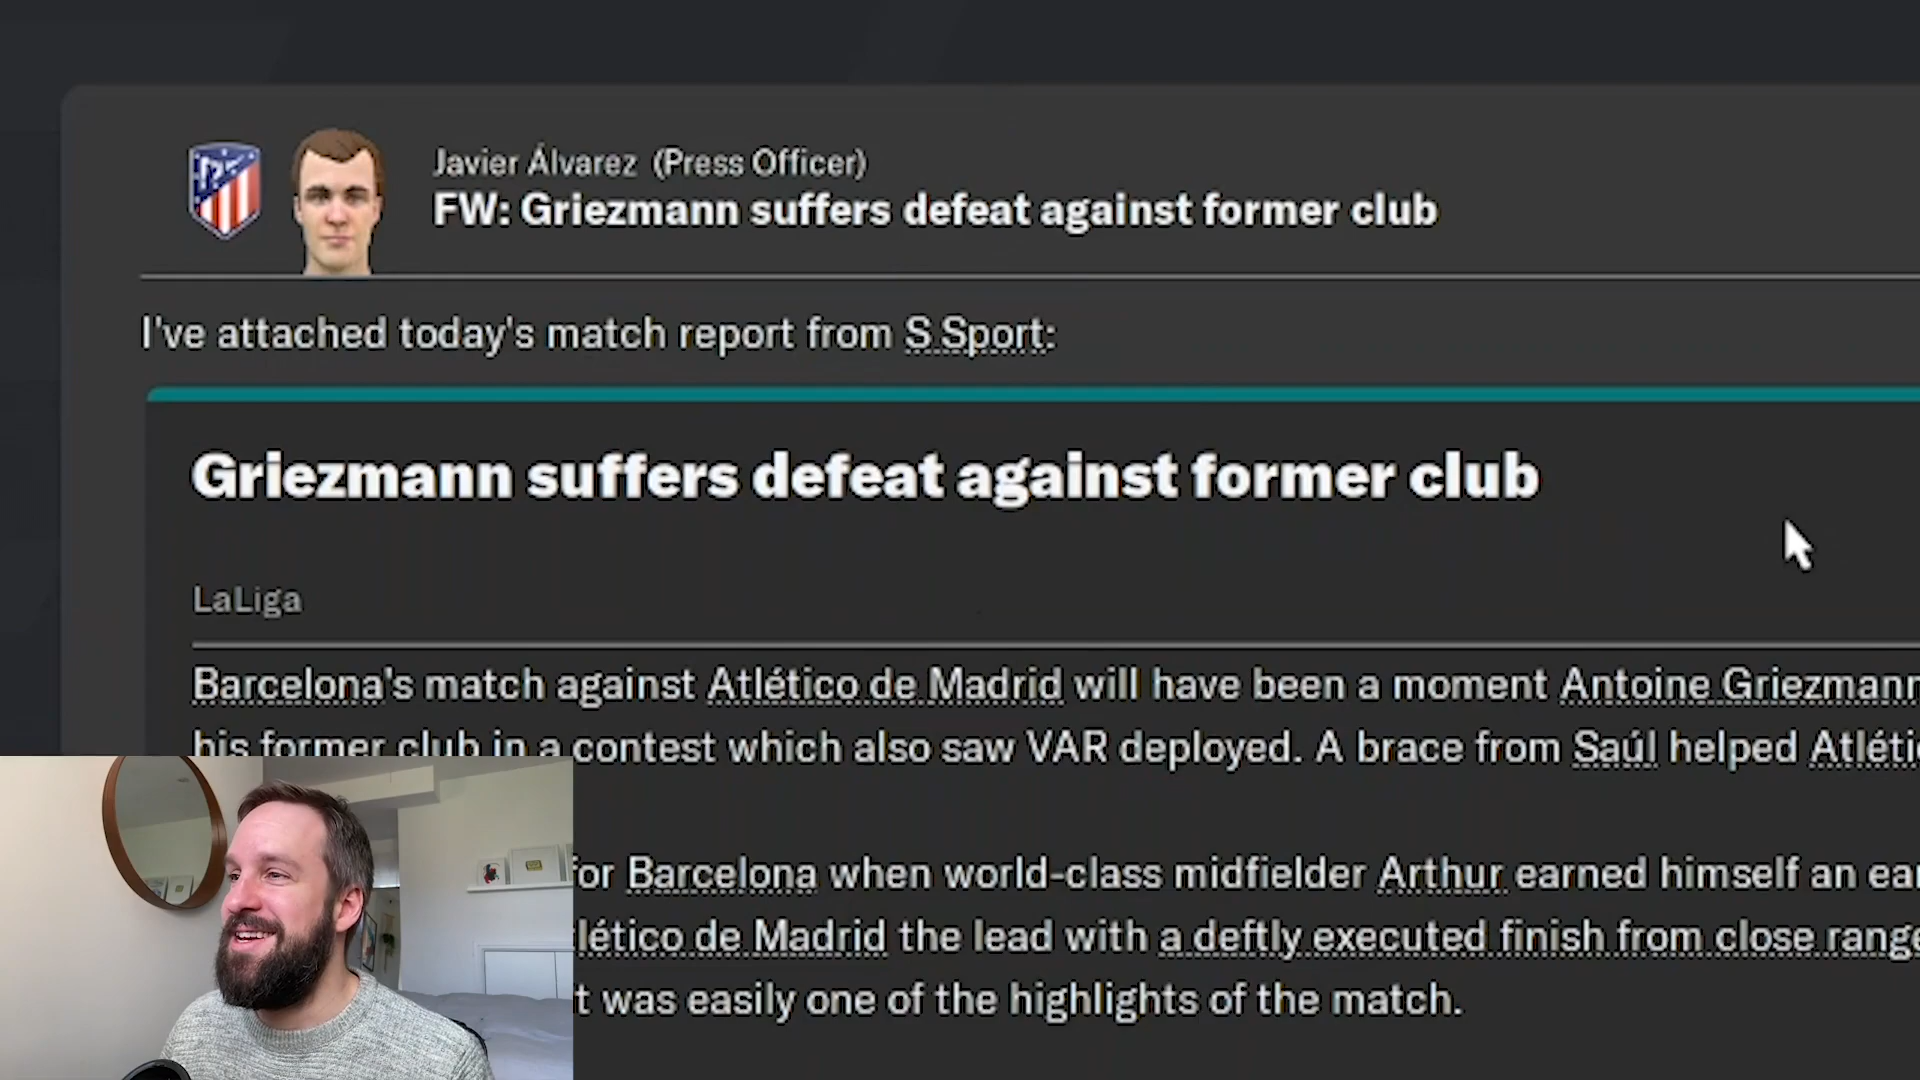 Javier Álvarez (Press Officer)
FW: Griezmann suffers defeat against former club
I've attached today's match report from S Sport:
Griezmann suffers defeat against former club
LaLiga
Barcelona's match against Atlético de Madrid will have been a moment Antoine Griezmann
his former club in a contest which also saw VAR deployed. A brace from Saúl helped
for Barcelona when world-class midfielder Arthur earned himself an
de Madrid the lead with a deftly executed finish from close range
was easily one of the highlights of the match.